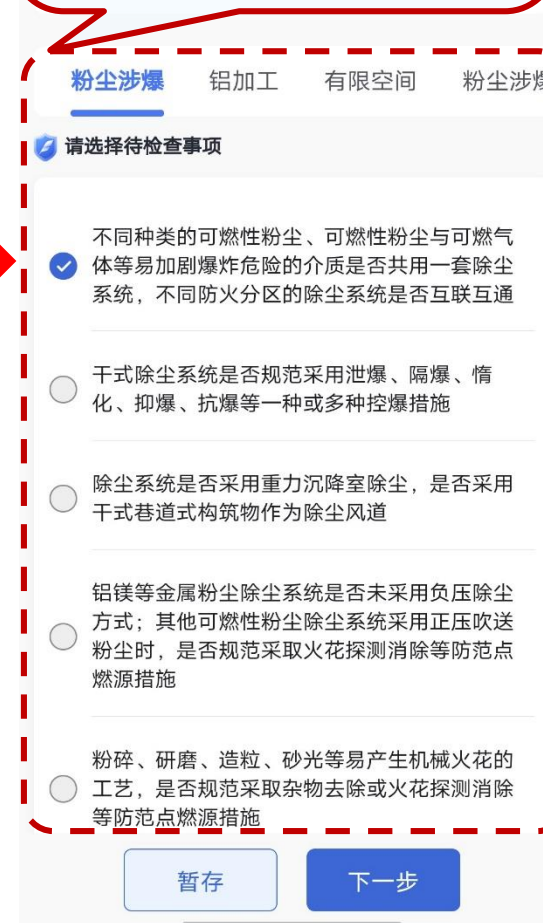 粉尘涉爆 铝加工 有限空间 粉尘涉爆
请选择待检查事项
不同种类的可燃性粉尘、可燃性粉尘与可燃气
体等易加剧爆炸危险的介质是否共用一套除尘
系统，不同防火分区的除尘系统是否互联互通
干式除尘系统是否规范采用泄爆、隔爆、惰
化、抑爆、抗爆等一种或多种控爆措施
除尘系统是否采用重力沉降室除尘，是否采用
干式巷道式构筑物作为除尘风道
铝镁等金属粉尘除尘系统是否未采用负压除尘
方式；其他可燃性粉尘除尘系统采用正压吹送
粉尘时，是否规范采取火花探测消除等防范点
燃源措施
粉碎、研磨、造粒、砂光等易产生机械火花的
工艺，是否规范采取杂物去除或火花探测消除
等防范点燃源措施
暂存 下一步